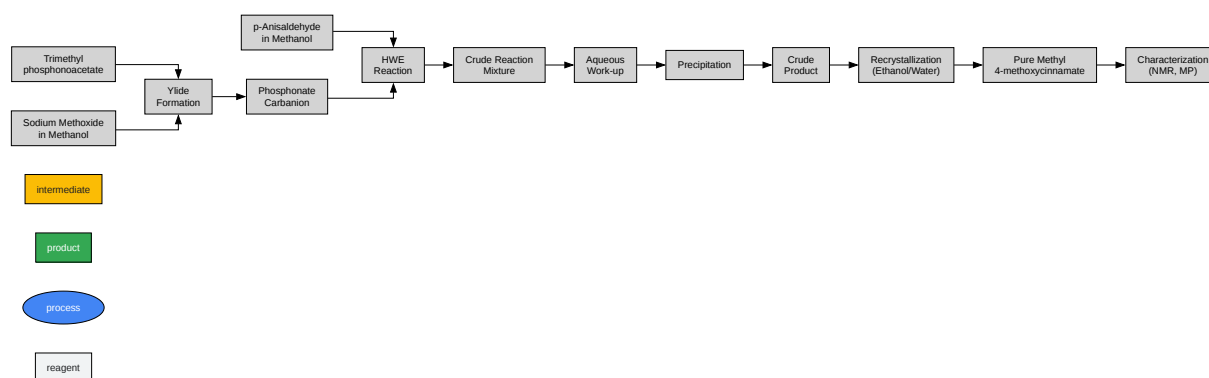 p-Anisaldehyde
in Methanol
Trimethyl
phosphonoacetate
HWE
Reaction
Crude Reaction
Mixture
Aqueous
Work-up
Precipitation
Crude
Product
Recrystallization
(Ethanol/Water)
Pure Methyl
4-methoxycinnamate
Characterization
(NMR, MP)
Ylide
Formation
Phosphonate
Carbanion
Sodium Methoxide
in Methanol
intermediate
product
process
reagent